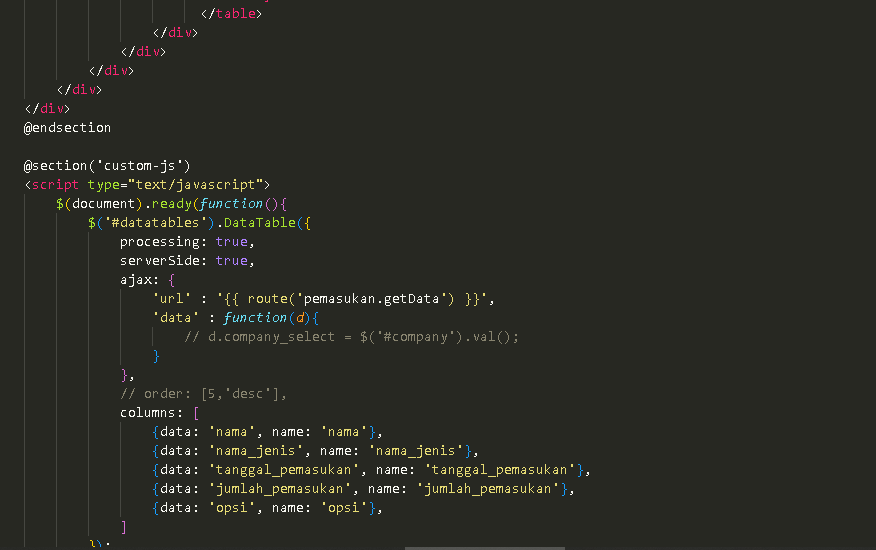 </table>
</div>
</div>
</div>
</div>
</div>
@endsection
@section('custom-js')
<script type="text/javascript">
$(document).ready(function(){
$('#datatables').DataTable({
processing: true,
serverSide: true,
ajax: {
'url' : '{{ route('pemasukan.getData') }}',
'data' : function(d){
// d.company_select = $('#company').val();
}
},
// order: [5,'desc'],
columns: [
{data: 'nama', name: 'nama'},
{data: 'nama_jenis', name: 'nama_jenis'},
{data: 'tanggal_pemasukan', name: 'tanggal_pemasukan'},
{data: 'jumlah_pemasukan', name: 'jumlah_pemasukan'},
{data: 'opsi', name: 'opsi'},
]
});